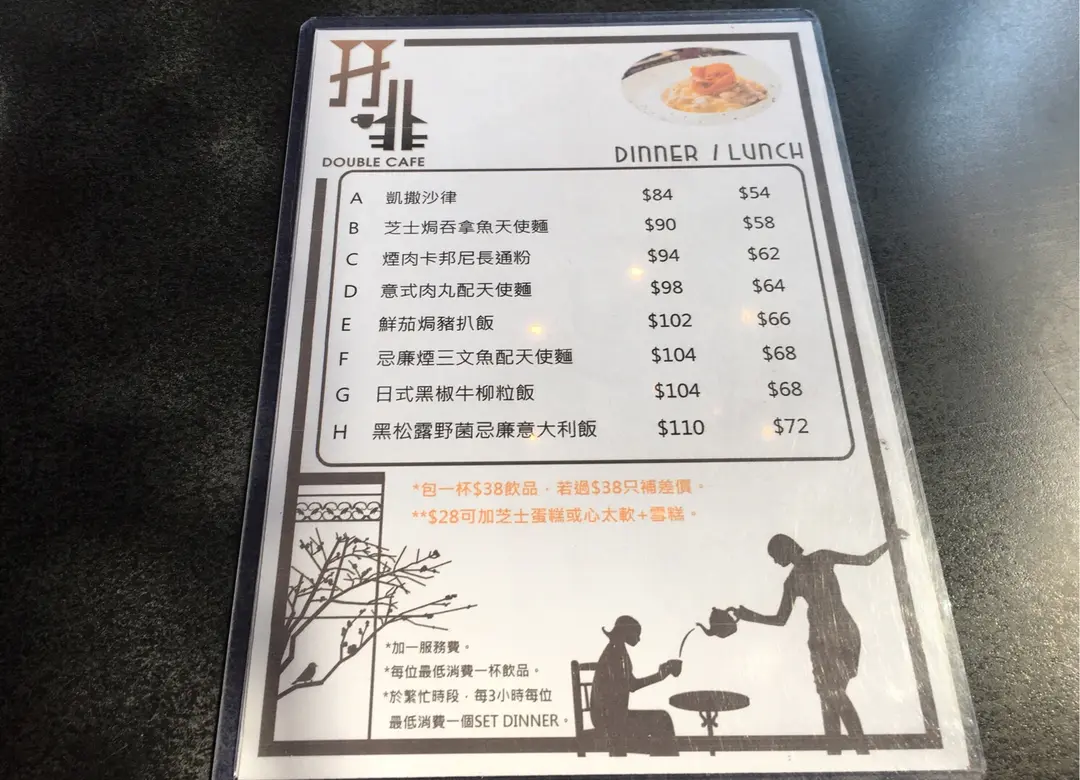 DOUBLE CAFE
DINNER / LUNCH
A 凱撒沙律 $84 $54
B 芝士焗吞拿魚天使麵 $90 $58
C 煙肉卡邦尼長通粉 $94 $62
D 意式肉丸配天使麵 $98 $64
E 鮮茄焗豬扒飯 $102 $66
F 忌廉煙三文魚配天使麵 $104 $68
G 日式黑椒牛柳粒飯 $104 $68
H 黑松露野菌忌廉意大利飯 $110 $72
*包一杯$38飲品，若過$38只補差價。
**$28可加芝士蛋糕或心太軟+雪糕。
*加一服務費。
*每位最低消費一杯飲品。
*於繁忙時段，每3小時每位
最低消費一個SET DINNER。